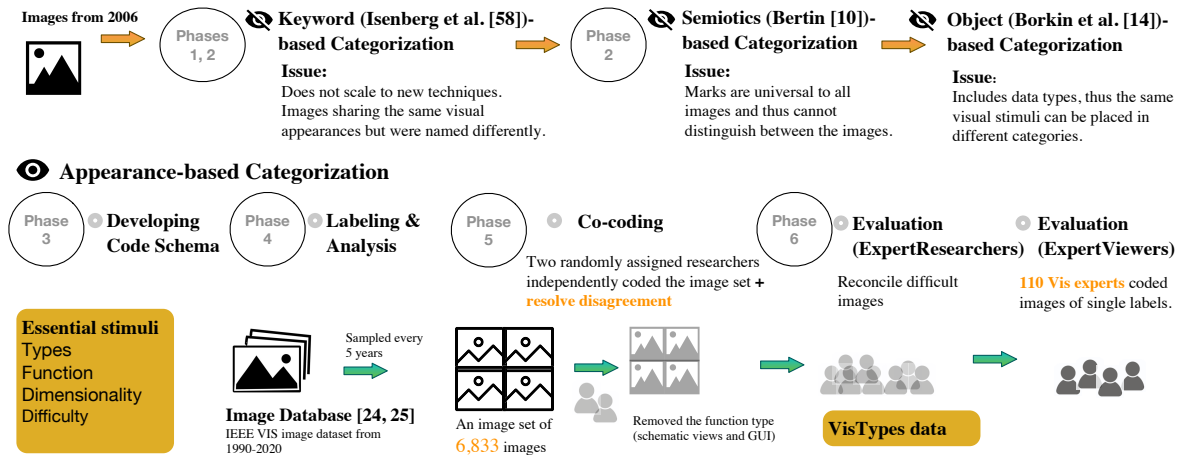 Images from 2006
Phases
1, 2
Keyword (Isenberg et al. [58])-
based Categorization
Issue:
Does not scale to new techniques.
Images sharing the same visual
appearances but were named differently.
Phase
2
Semiotics (Bertin [10])-
based Categorization
Issue:
Marks are universal to all
images and thus cannot
distinguish between the images.
Object (Borkin et al. [14])-
based Categorization
Issue:
Includes data types, thus the same
visual stimuli can be placed in
different categories.
Appearance-based Categorization
Phase
3
Developing
Code Schema
Essential stimuli
Types
Function
Dimensionality
Difficulty
Phase
4
Labeling &
Analysis
Sampled every
5 years
Image Database [24, 25]
IEEE VIS image dataset from
1990-2020
Phase
5
Co-coding
Two randomly assigned researchers
independently coded the image set +
resolve disagreement
An image set of
6,833 images
Removed the function type
(schematic views and GUI)
Phase
6
Evaluation
(ExpertResearchers)
Reconcile difficult
images
VisTypes data
Evaluation
(ExpertViewers)
110 Vis experts coded
images of single labels.